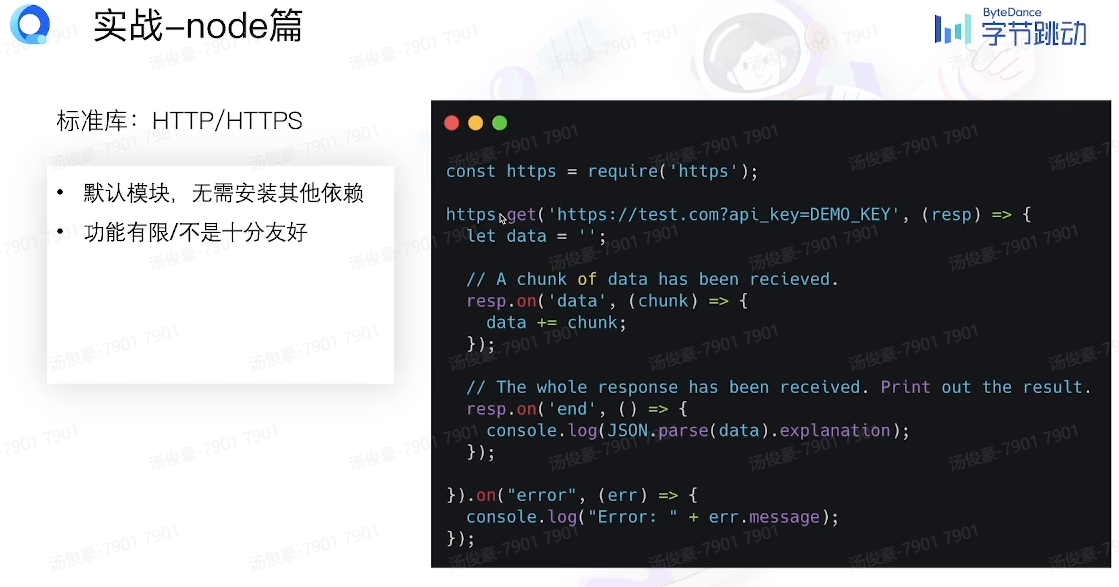 实战-node篇
ByteDance
字节跳动
标准库：HTTP/HTTPS
• 默认模块，无需安装其他依赖
• 功能有限/不是十分友好
const https = require('https');
https.get('https://test.com?api_key=DEMO_KEY', (resp) => {
let data = '';
// A chunk of data has been recieved.
resp.on('data', (chunk) => {
data += chunk;
});
// The whole response has been received. Print out the result.
resp.on('end', () => {
console.log(JSON.parse(data).explanation);
});
}).on("error", (err) => {
console.log("Error: " + err.message);
});
汤俊豪-7901 7901